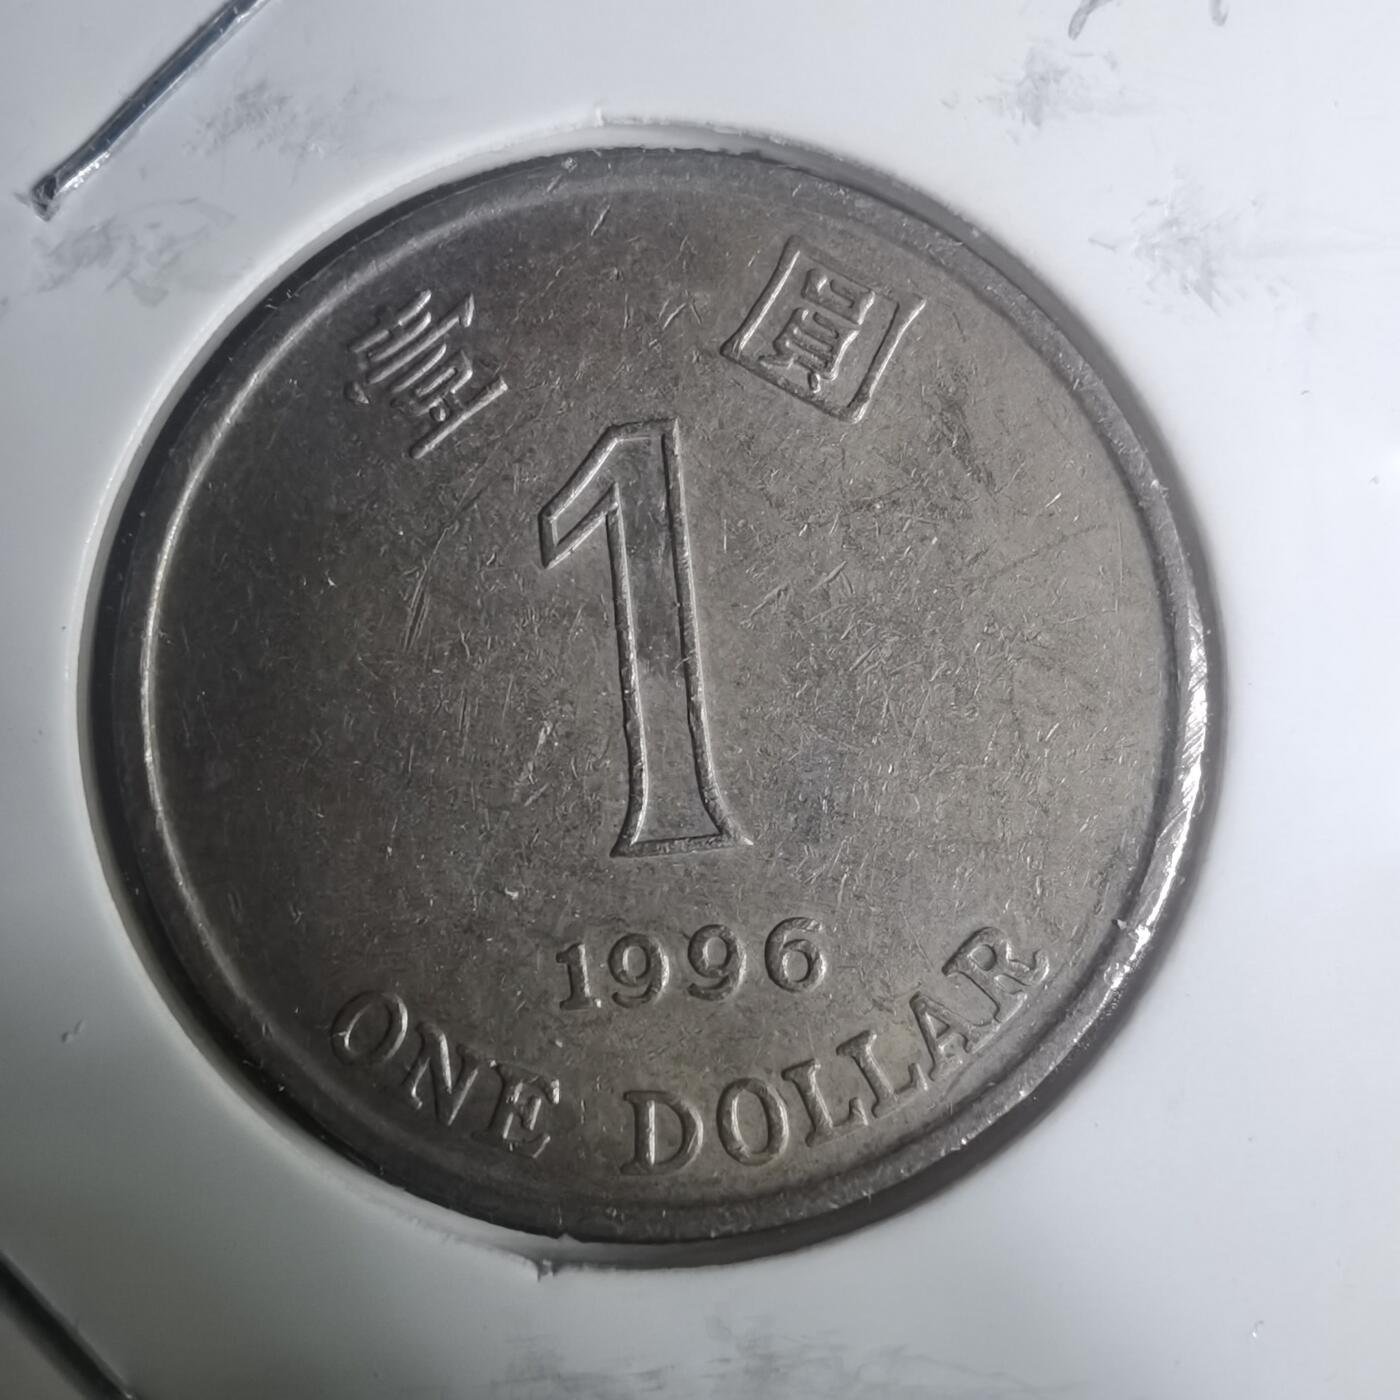 壹 圓
1
1996
ONE DOLLAR